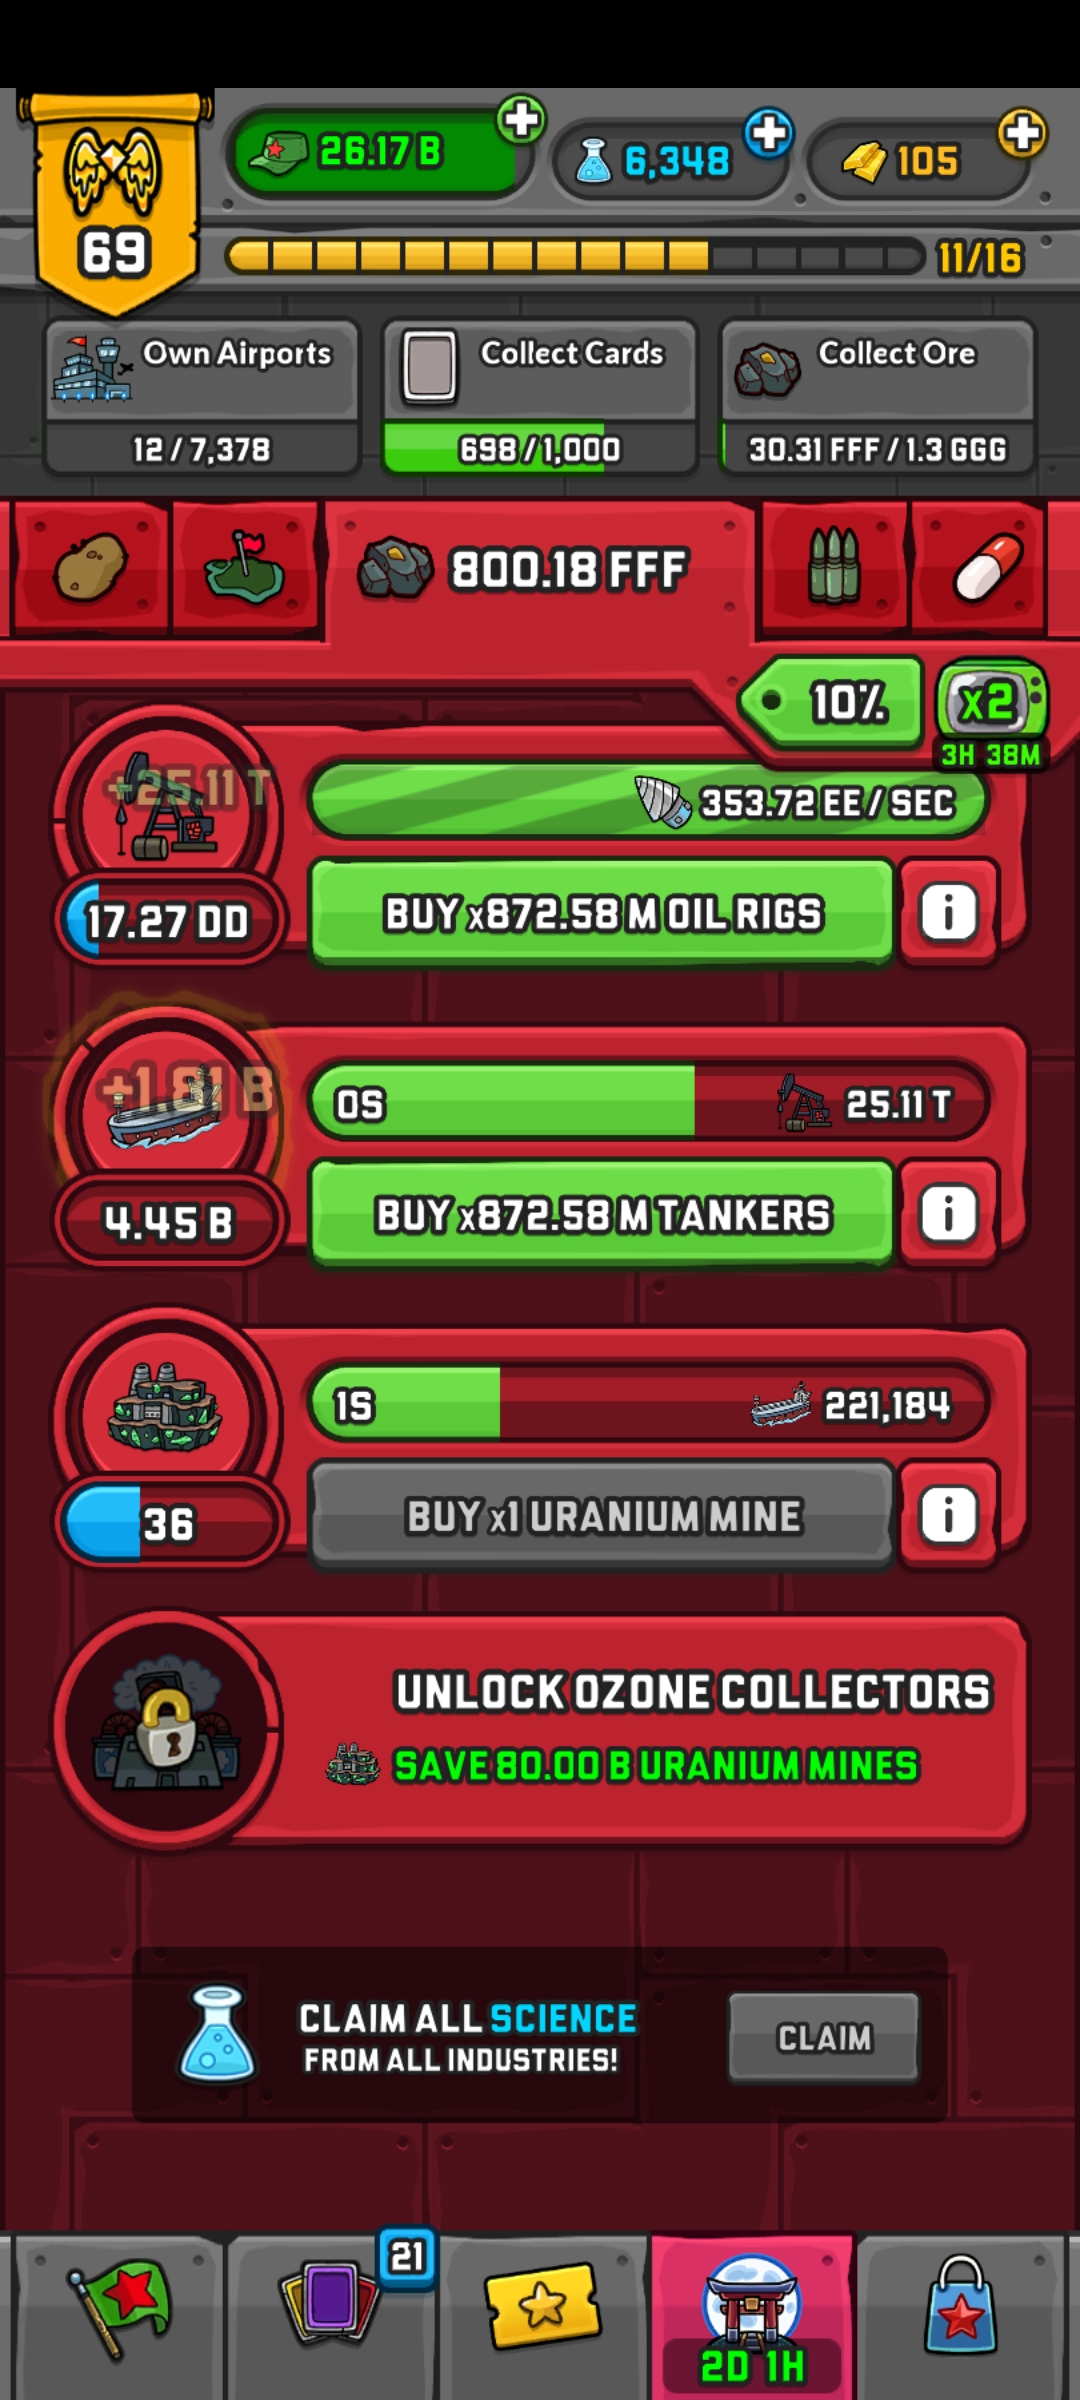 26.17 B
6,348
105
69
11/16
Own Airports
12 / 7,378
Collect Cards
698 / 1,000
Collect Ore
30.31 FFF / 1.3 GGG
800.18 FFF
10%
x2
3H 38M
+25.11 T
353.72 EE / SEC
17.27 DD
BUY x872.58 M OIL RIGS
i
+1.81 B
0S
25.11 T
4.45 B
BUY x872.58 M TANKERS
i
1S
221,184
36
BUY x1 URANIUM MINE
i
UNLOCK OZONE COLLECTORS
SAVE 80.00 B URANIUM MINES
CLAIM ALL SCIENCE
FROM ALL INDUSTRIES!
CLAIM
21
2D 1H